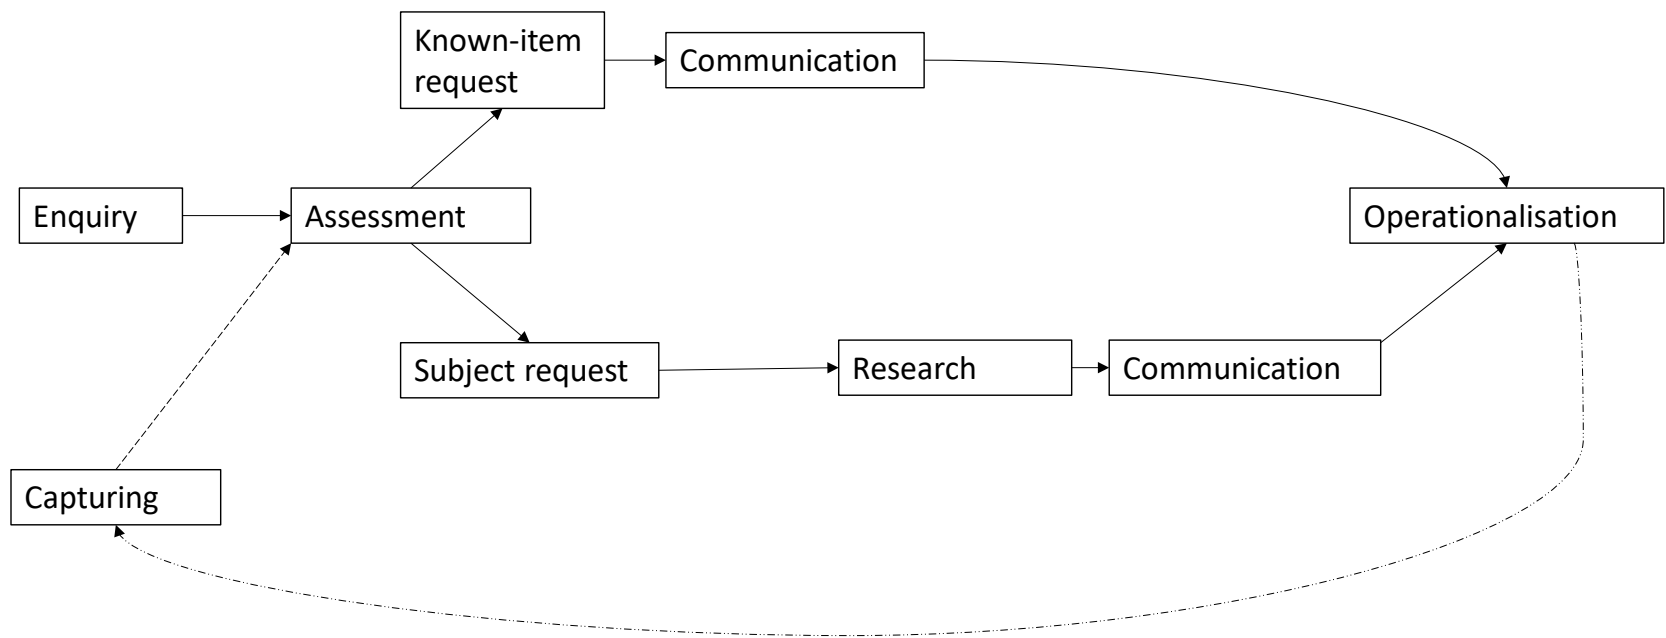 Known-item
request
Communication
Enquiry
Assessment
Operationalisation
Subject request
Research
Communication
Capturing